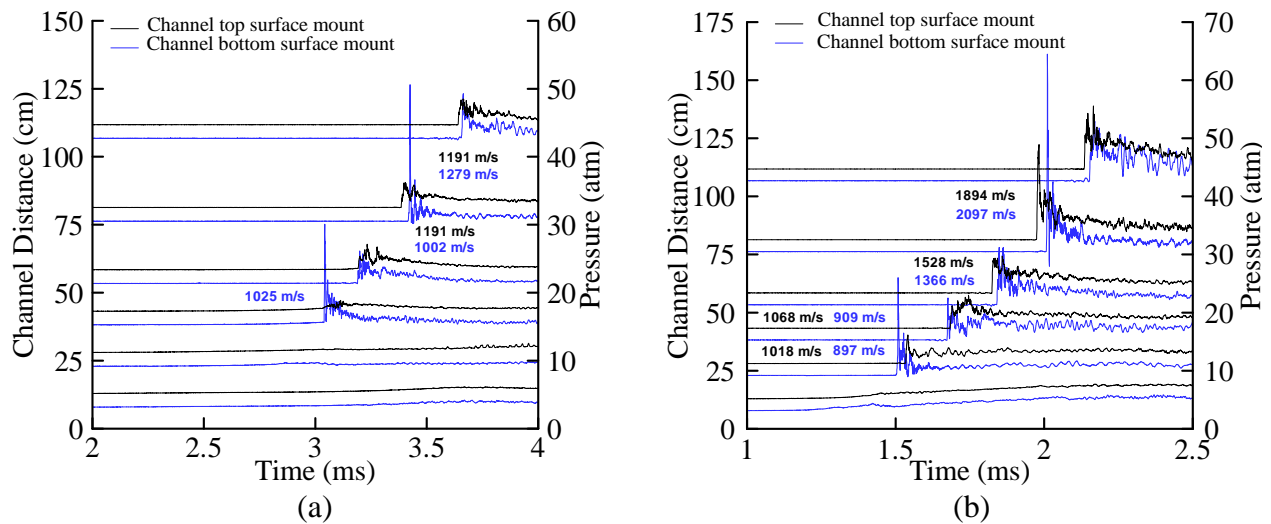 Channel top surface mount
Channel bottom surface mount
150
125
100
75
50
25
0
Channel Distance (cm)
60
50
40
30
20
10
0
Pressure (atm)
1191 m/s
1279 m/s
1191 m/s
1002 m/s
1025 m/s
2
2.5
3
3.5
4
Time (ms)
(a)
Channel top surface mount
Channel bottom surface mount
175
150
125
100
75
50
25
0
Channel Distance (cm)
70
60
50
40
30
20
10
0
Pressure (atm)
1894 m/s
2097 m/s
1528 m/s
1366 m/s
1068 m/s 909 m/s
1018 m/s 897 m/s
1
1.5
2
2.5
Time (ms)
(b)